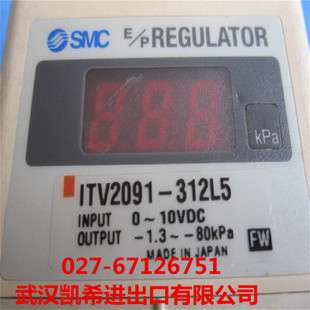 SMC E/P REGULATOR
888
kPa
ITV2091-312L5
INPUT 0～10VDC
OUTPUT -1.3～-80kPa
MADE IN JAPAN FW
027-67126751
武汉凯希进出口有限公司